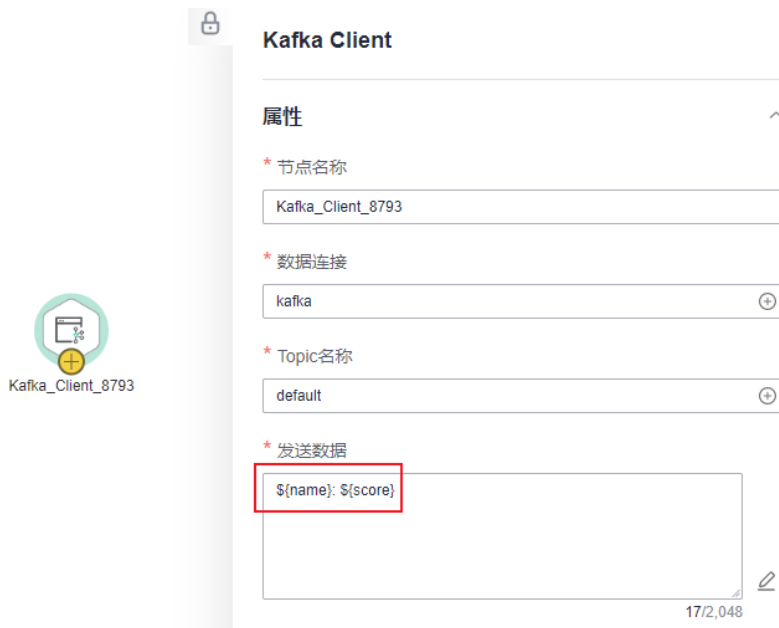 Kafka Client
属性
* 节点名称
Kafka_Client_8793
* 数据连接
kafka
Kafka_Client_8793
* Topic名称
default
* 发送数据
${name}: ${score}
17/2,048